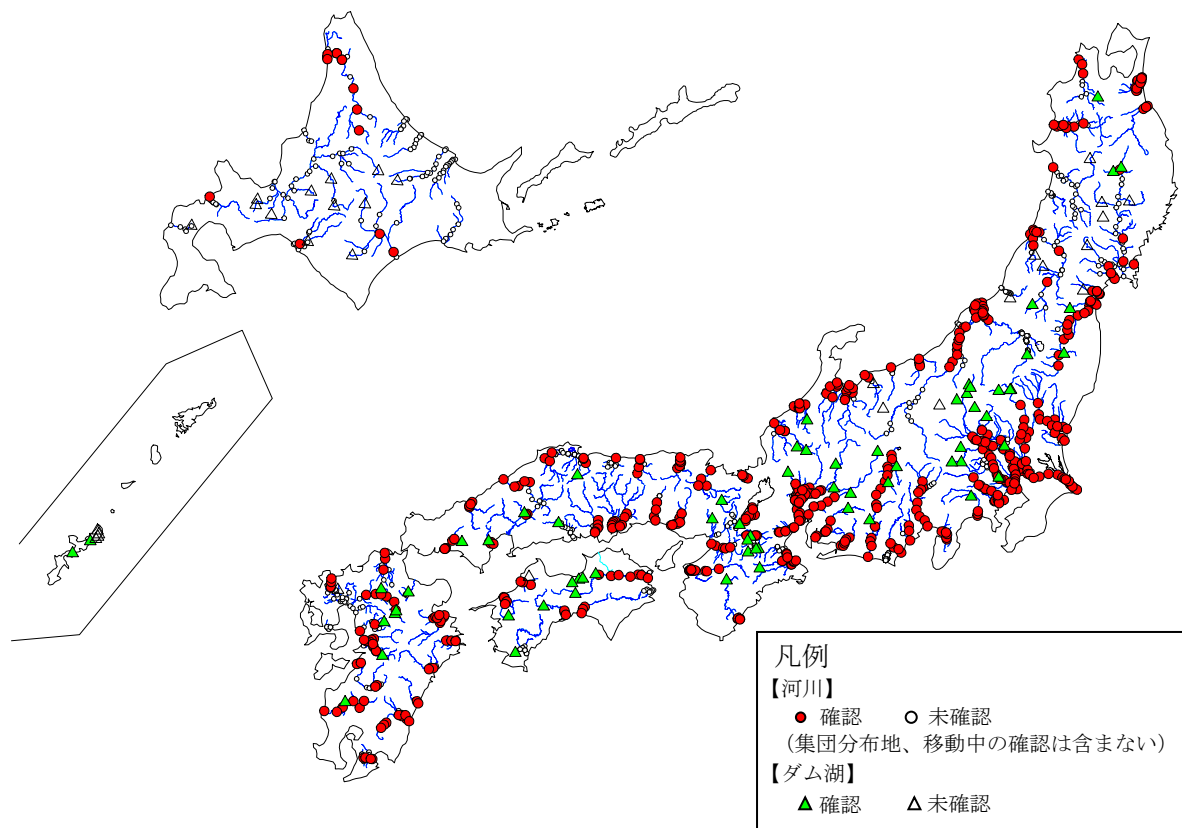 凡例
【河川】
確認 未確認
（集団分布地、移動中の確認は含まない）
【ダム湖】
確認 未確認